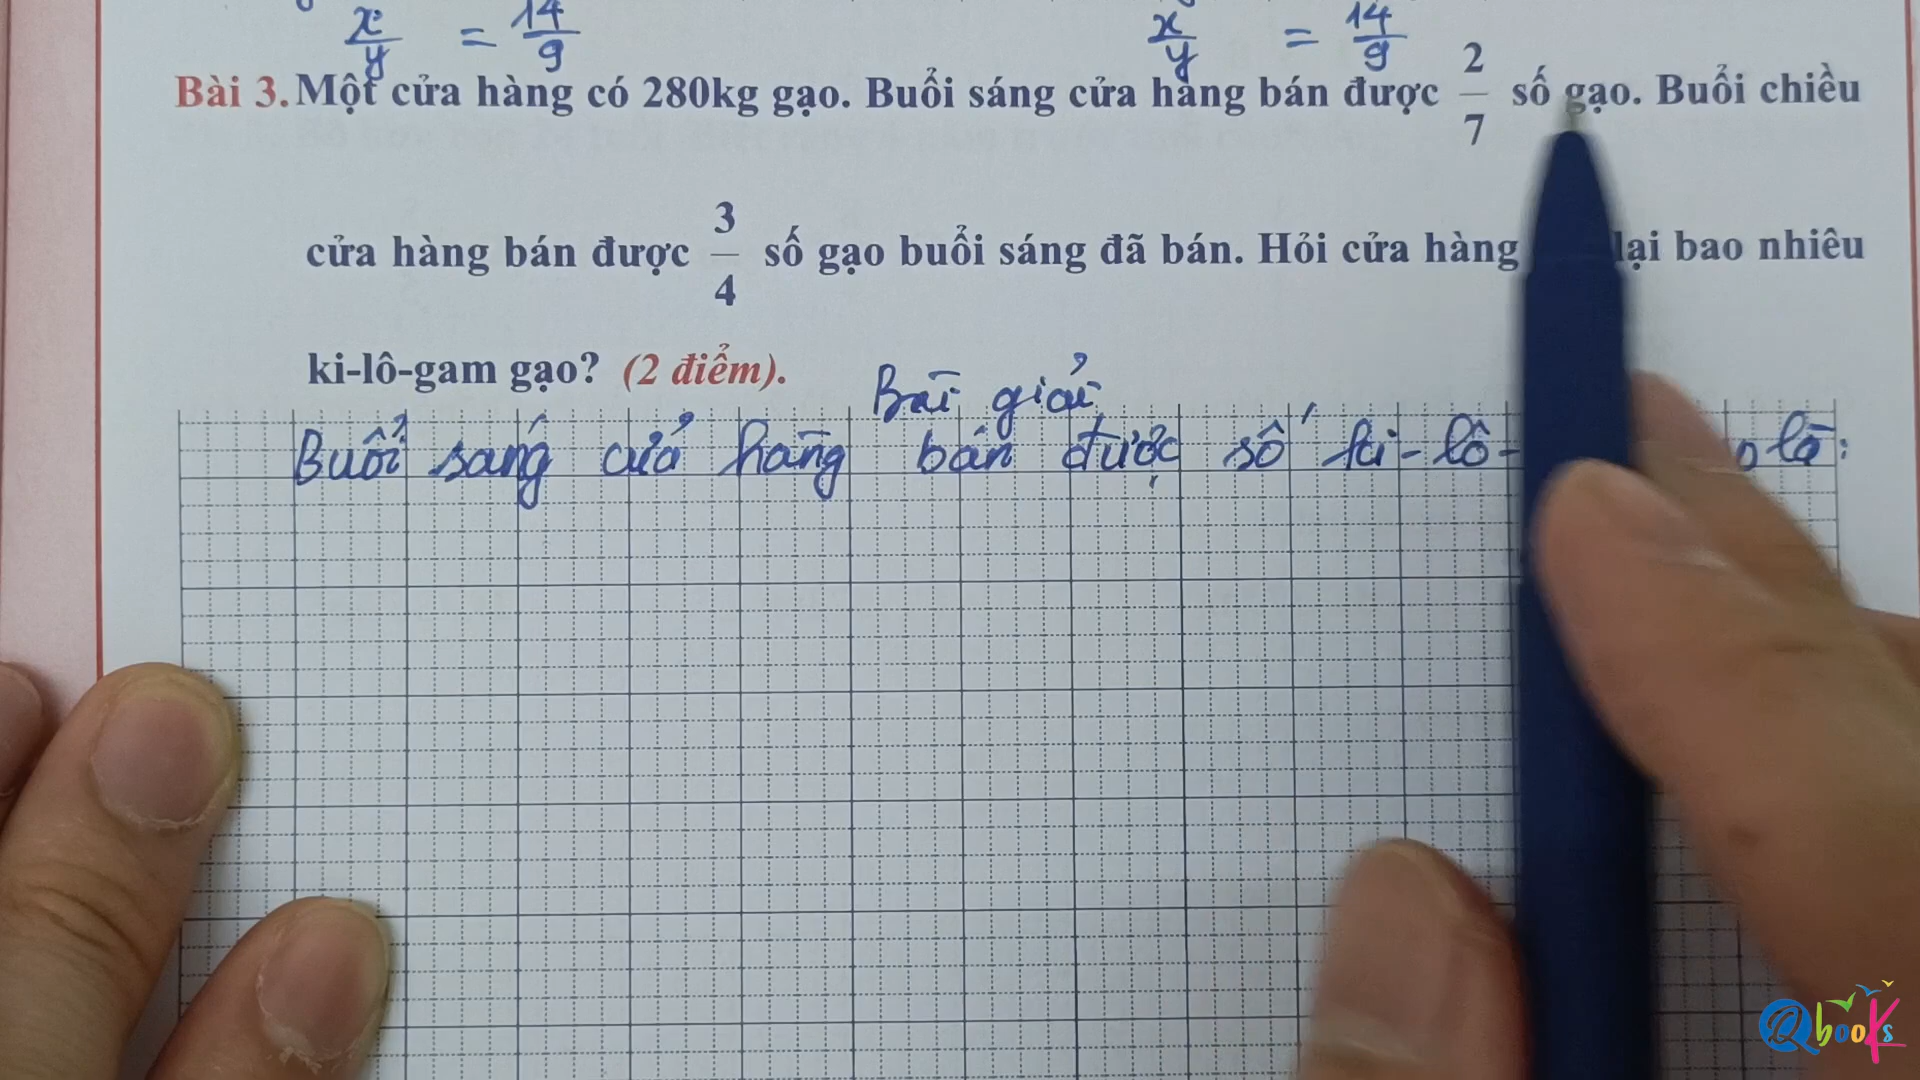 x/y = 14/9 x/y = 14/9
Bài 3. Một cửa hàng có 280kg gạo. Buổi sáng cửa hàng bán được 2/7 số gạo. Buổi chiều
cửa hàng bán được 3/4 số gạo buổi sáng đã bán. Hỏi cửa hàng lại bao nhiêu
ki-lô-gam gạo? (2 điểm).
Bài giải
Buổi sáng cửa hàng bán được số ki-lô- là:
Qbooks